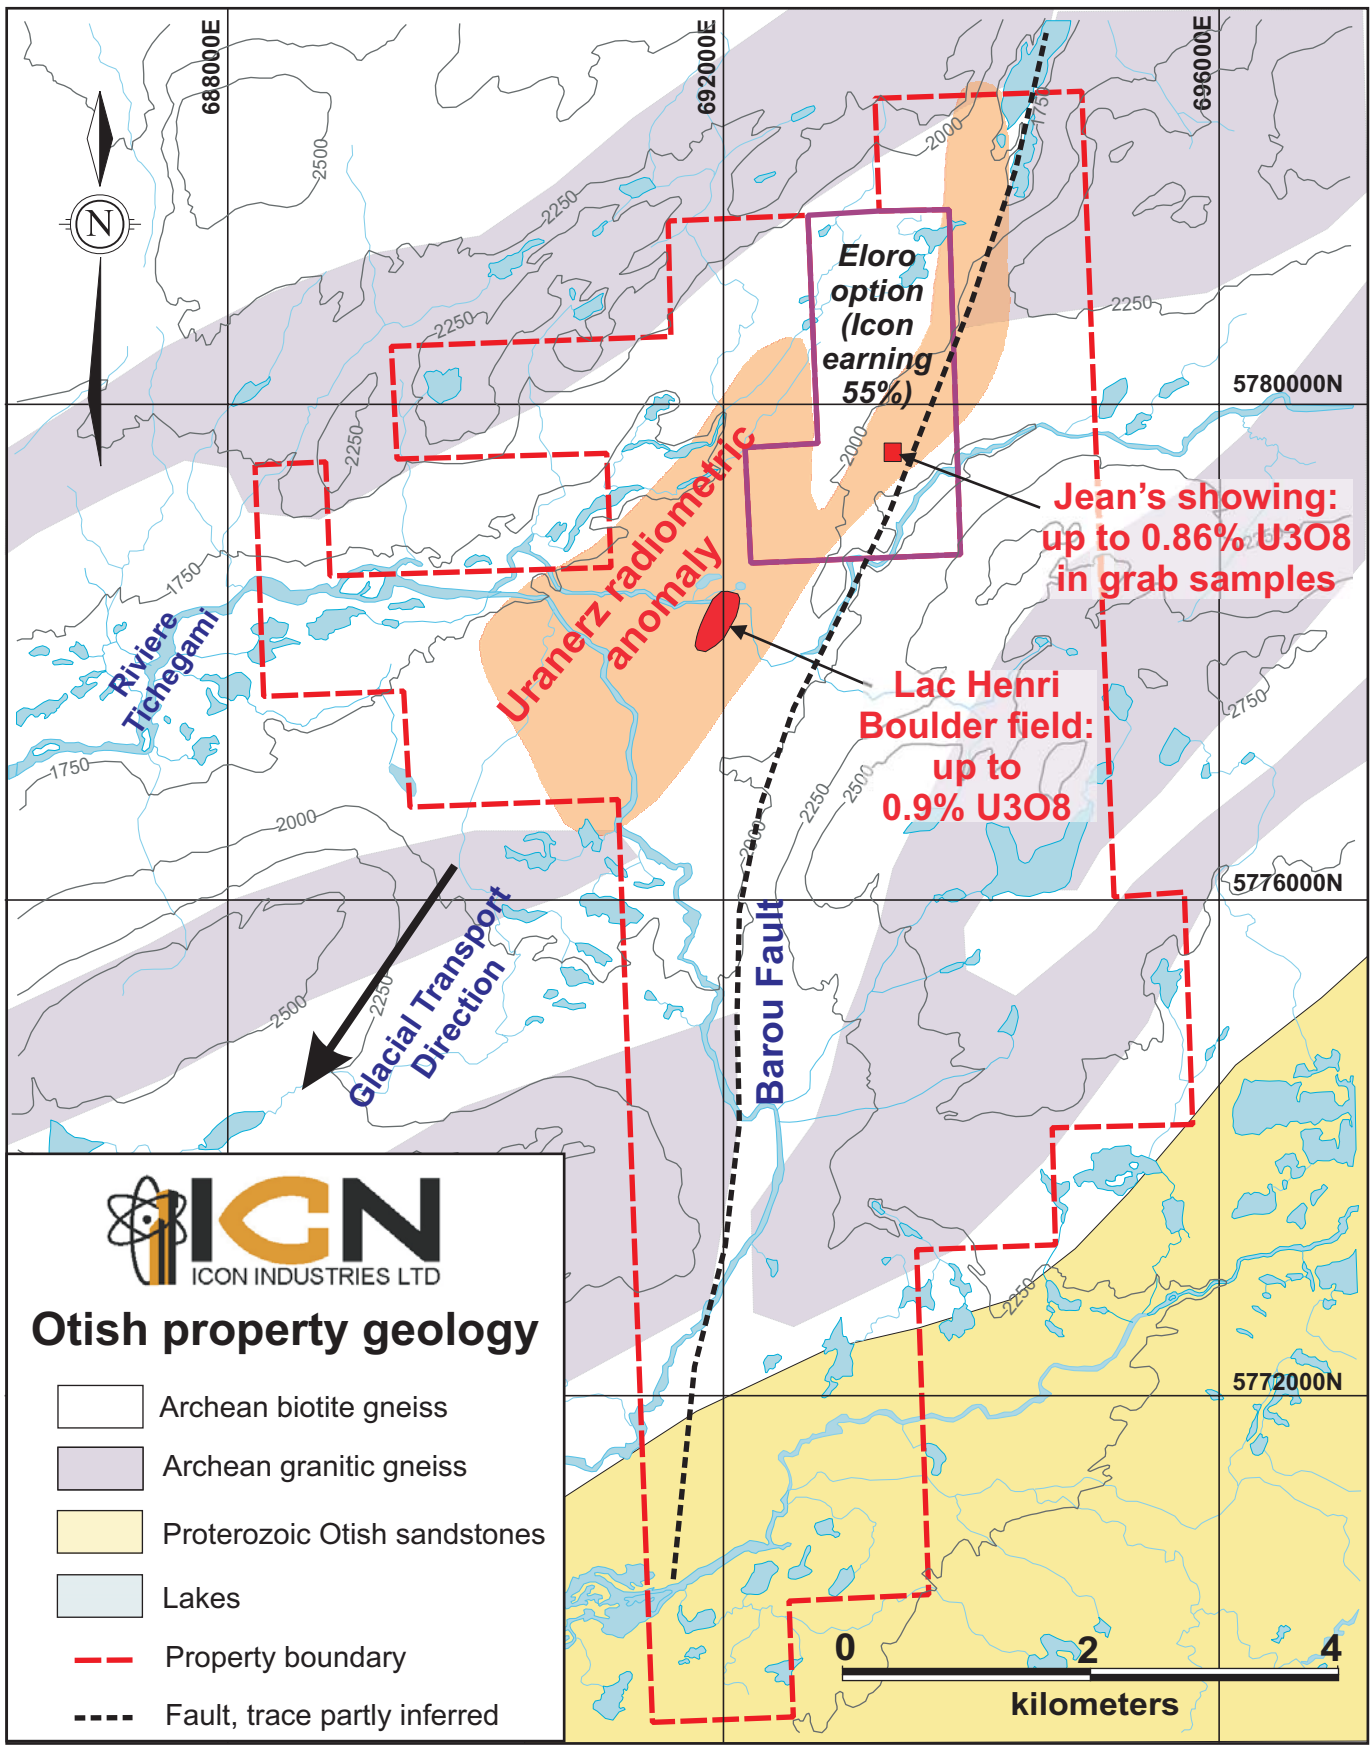 688000E
692000E
696000E
1750
2000
2500
2250
N
Eloro
option
(Icon
earning
55%)
2250
2250
5780000N
2250
2000
Uranerz radiometric
anomaly
Jean's showing:
up to 0.86% U3O8
in grab samples
2250
1750
Riviere
Tichegami
Lac Henri
Boulder field:
up to
0.9% U3O8
2750
1750
2500
2250
2000
2000
5776000N
Glacial Transport
Direction
Barou Fault
2250
2500
ICN
ICON INDUSTRIES LTD
2250
Otish property geology
5772000N
Archean biotite gneiss
Archean granitic gneiss
Proterozoic Otish sandstones
Lakes
Property boundary
Fault, trace partly inferred
0 2 4
kilometers